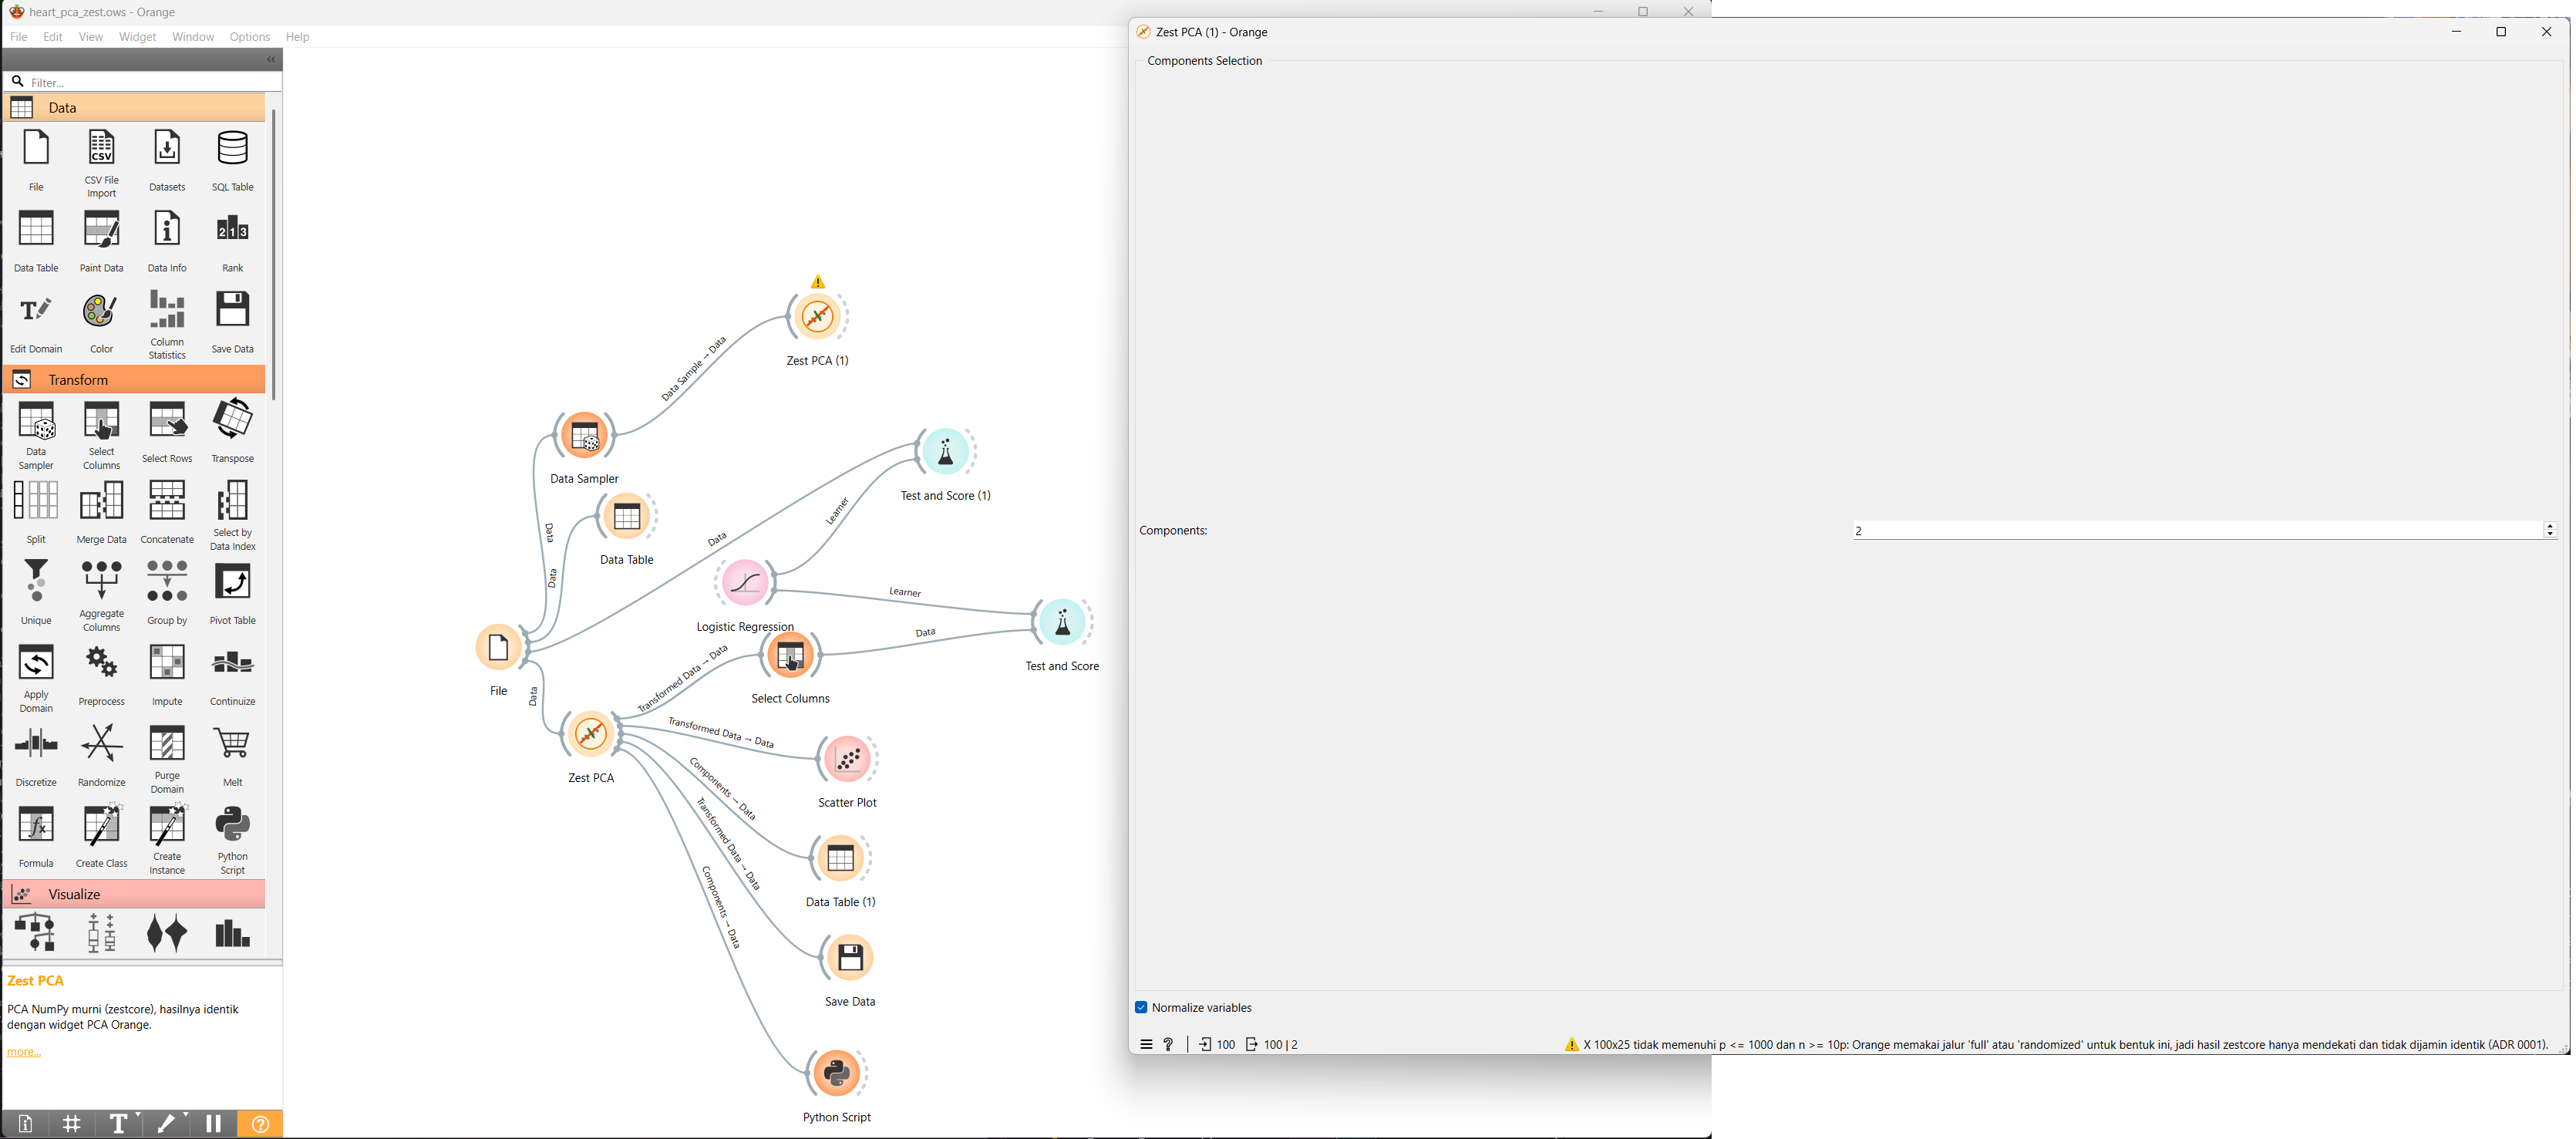 heart_pca_zest.ows - Orange
File Edit View Widget Window Options Help
Filter...
Data
File
CSV File Import
Datasets
SQL Table
Data Table
Paint Data
Data Info
Rank
Edit Domain
Color
Column Statistics
Save Data
Transform
Data Sampler
Select Columns
Select Rows
Transpose
Split
Merge Data
Concatenate
Select by Data Index
Unique
Aggregate Columns
Group by
Pivot Table
Apply Domain
Preprocess
Impute
Continuize
Discretize
Randomize
Purge Domain
Melt
Formula
Create Class
Create Instance
Python Script
Visualize
Zest PCA
PCA NumPy murni (zestcore), hasilnya identik
dengan widget PCA Orange.
more...
Zest PCA (1)
Data Sample → Data
Data Sampler
Data
Data Table
Data
Data
Test and Score (1)
Learner
Logistic Regression
Learner
Data
Test and Score
File
Data
Transformed Data → Data
Select Columns
Zest PCA
Transformed Data → Data
Scatter Plot
Components → Data
Data Table (1)
Transformed Data → Data
Save Data
Components → Data
Python Script
Zest PCA (1) - Orange
Components Selection
Components:
2
Normalize variables
? 100 100 | 2
X 100x25 tidak memenuhi p <= 1000 dan n >= 10p: Orange memakai jalur 'full' atau 'randomized' untuk bentuk ini, jadi hasil zestcore hanya mendekati dan tidak dijamin identik (ADR 0001).